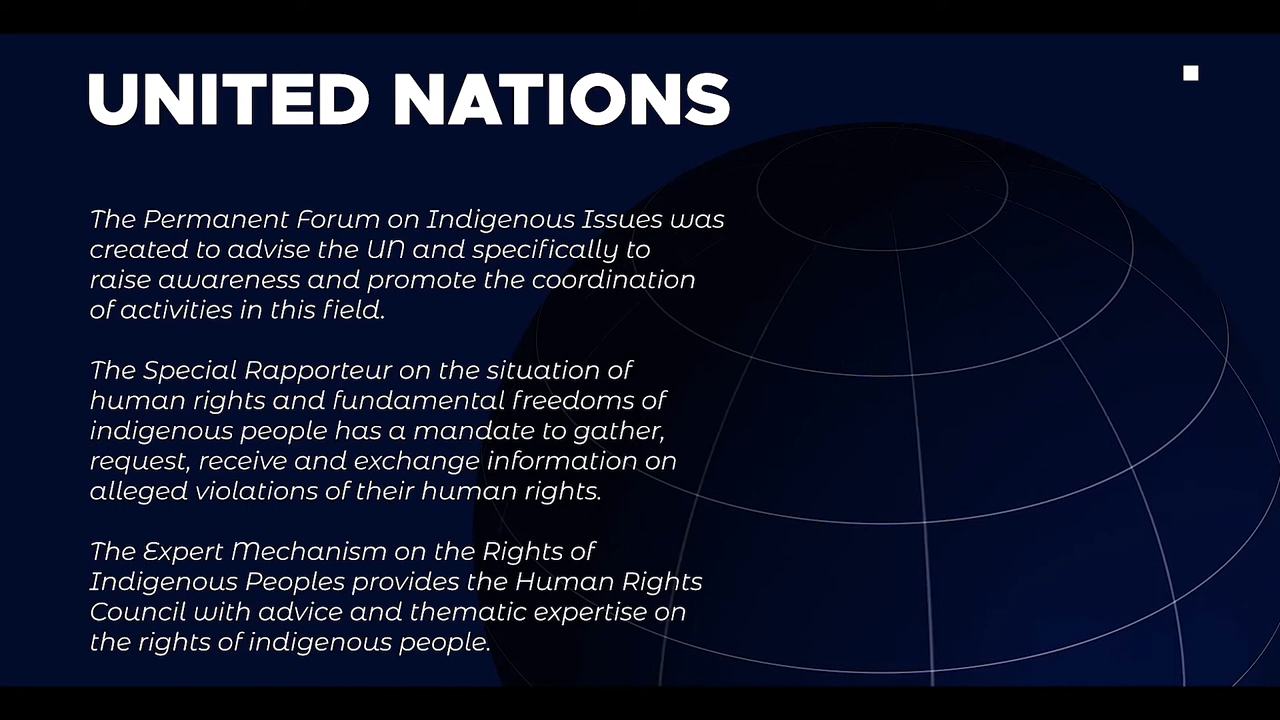 UNITED NATIONS
The Permanent Forum on Indigenous Issues was
created to advise the UN and specifically to
raise awareness and promote the coordination
of activities in this field.
The Special Rapporteur on the situation of
human rights and fundamental freedoms of
indigenous people has a mandate to gather,
request, receive and exchange information on
alleged violations of their human rights.
The Expert Mechanism on the Rights of
Indigenous Peoples provides the Human Rights
Council with advice and thematic expertise on
the rights of indigenous people.